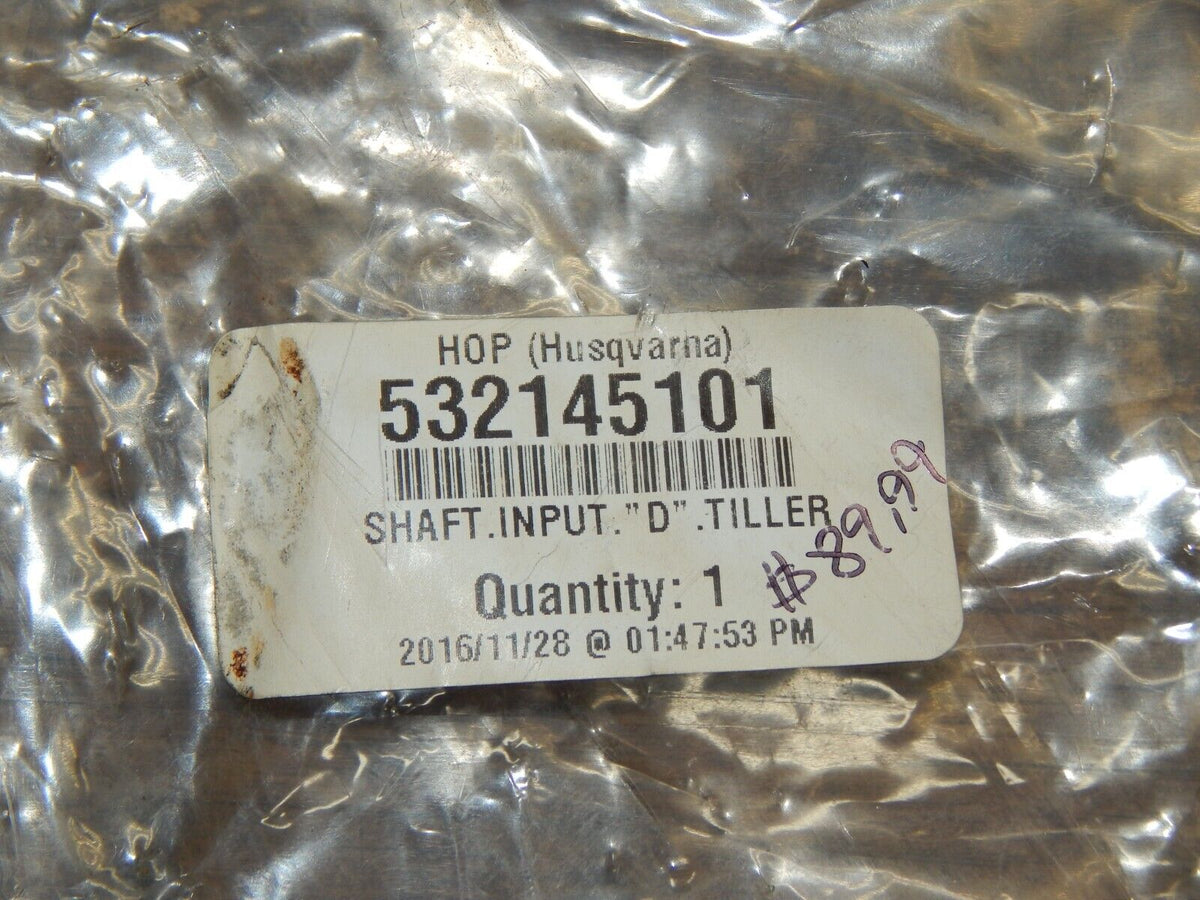 HOP (Husqvarna)
532145101
SHAFT.INPUT."D".TILLER
Quantity: 1
$89.99
2016/11/28 @ 01:47:53 PM